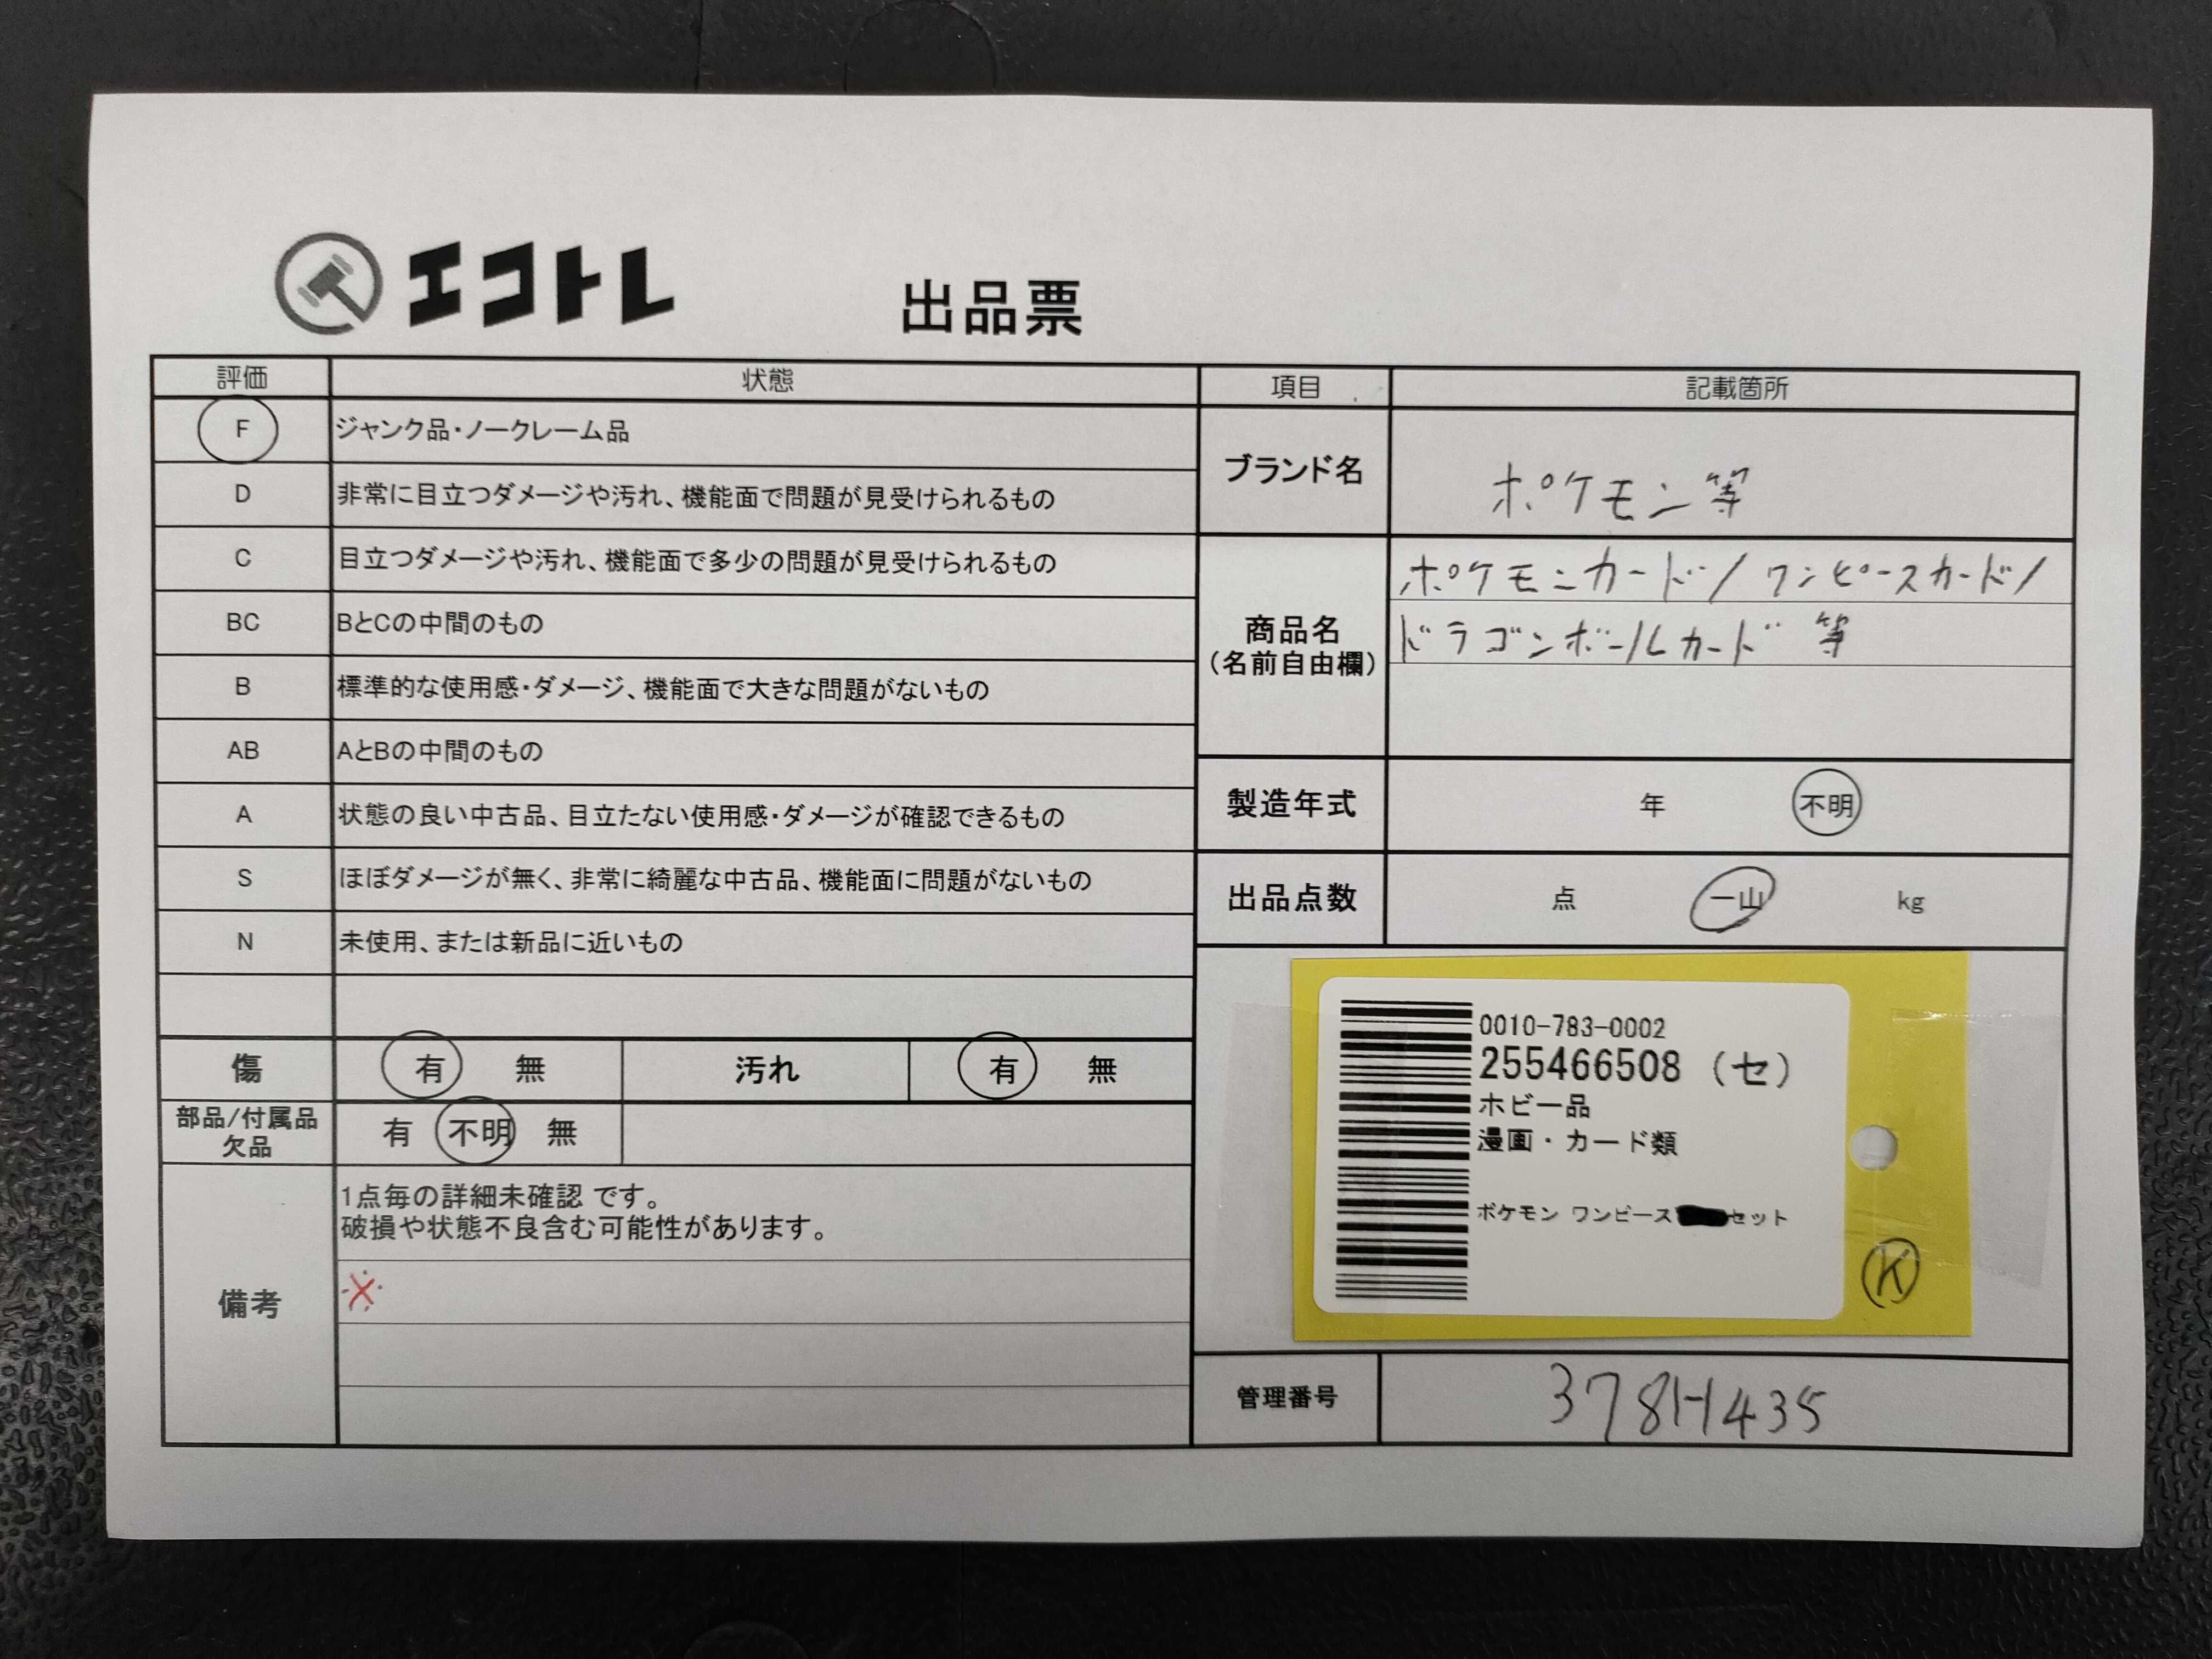 エコトレ
出品票
評価 状態
F ジャンク品・ノークレーム品
D 非常に目立つダメージや汚れ、機能面で問題が見受けられるもの
C 目立つダメージや汚れ、機能面で多少の問題が見受けられるもの
BC BとCの中間のもの
B 標準的な使用感・ダメージ、機能面で大きな問題がないもの
AB AとBの中間のもの
A 状態の良い中古品、目立たない使用感・ダメージが確認できるもの
S ほぼダメージが無く、非常に綺麗な中古品、機能面に問題がないもの
N 未使用、または新品に近いもの
傷 有 無 汚れ 有 無
部品/付属品
欠品
有 不明 無
備考
1点毎の詳細未確認 です。
破損や状態不良含む可能性があります。
※
項目 記載箇所
ブランド名 ポケモン等
商品名
(名前自由欄)
ポケモンカード/ワンピースカード/
ドラゴンボールカード 等
製造年式 年 不明
出品点数 点 一山 kg
0010-783-0002
255466508 (セ)
ホビー品
漫画・カード類
ポケモン ワンピース セット
K
管理番号 378H435